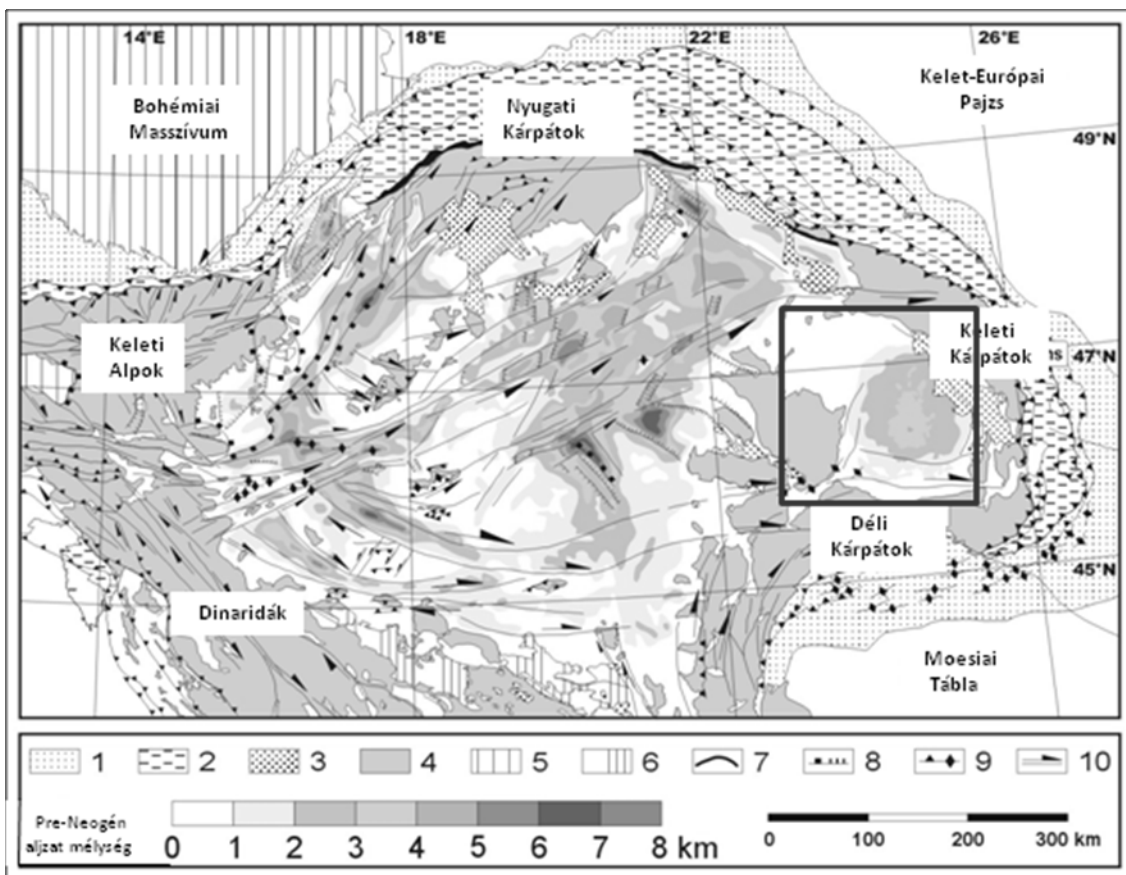 14°E 18°E 22°E 26°E
Bohémiai
Masszívum
Nyugati
Kárpátok
Kelet-Európai
Pajzs
49°N
Keleti
Alpok
Keleti
Kárpátok
47°N
Déli
Kárpátok
45°N
Dinaridák
Moesiai
Tábla
1 2 3 4 5 6 7 8 9 10
Pre-Neogén
aljzat mélység
0 1 2 3 4 5 6 7 8 km
0 100 200 300 km